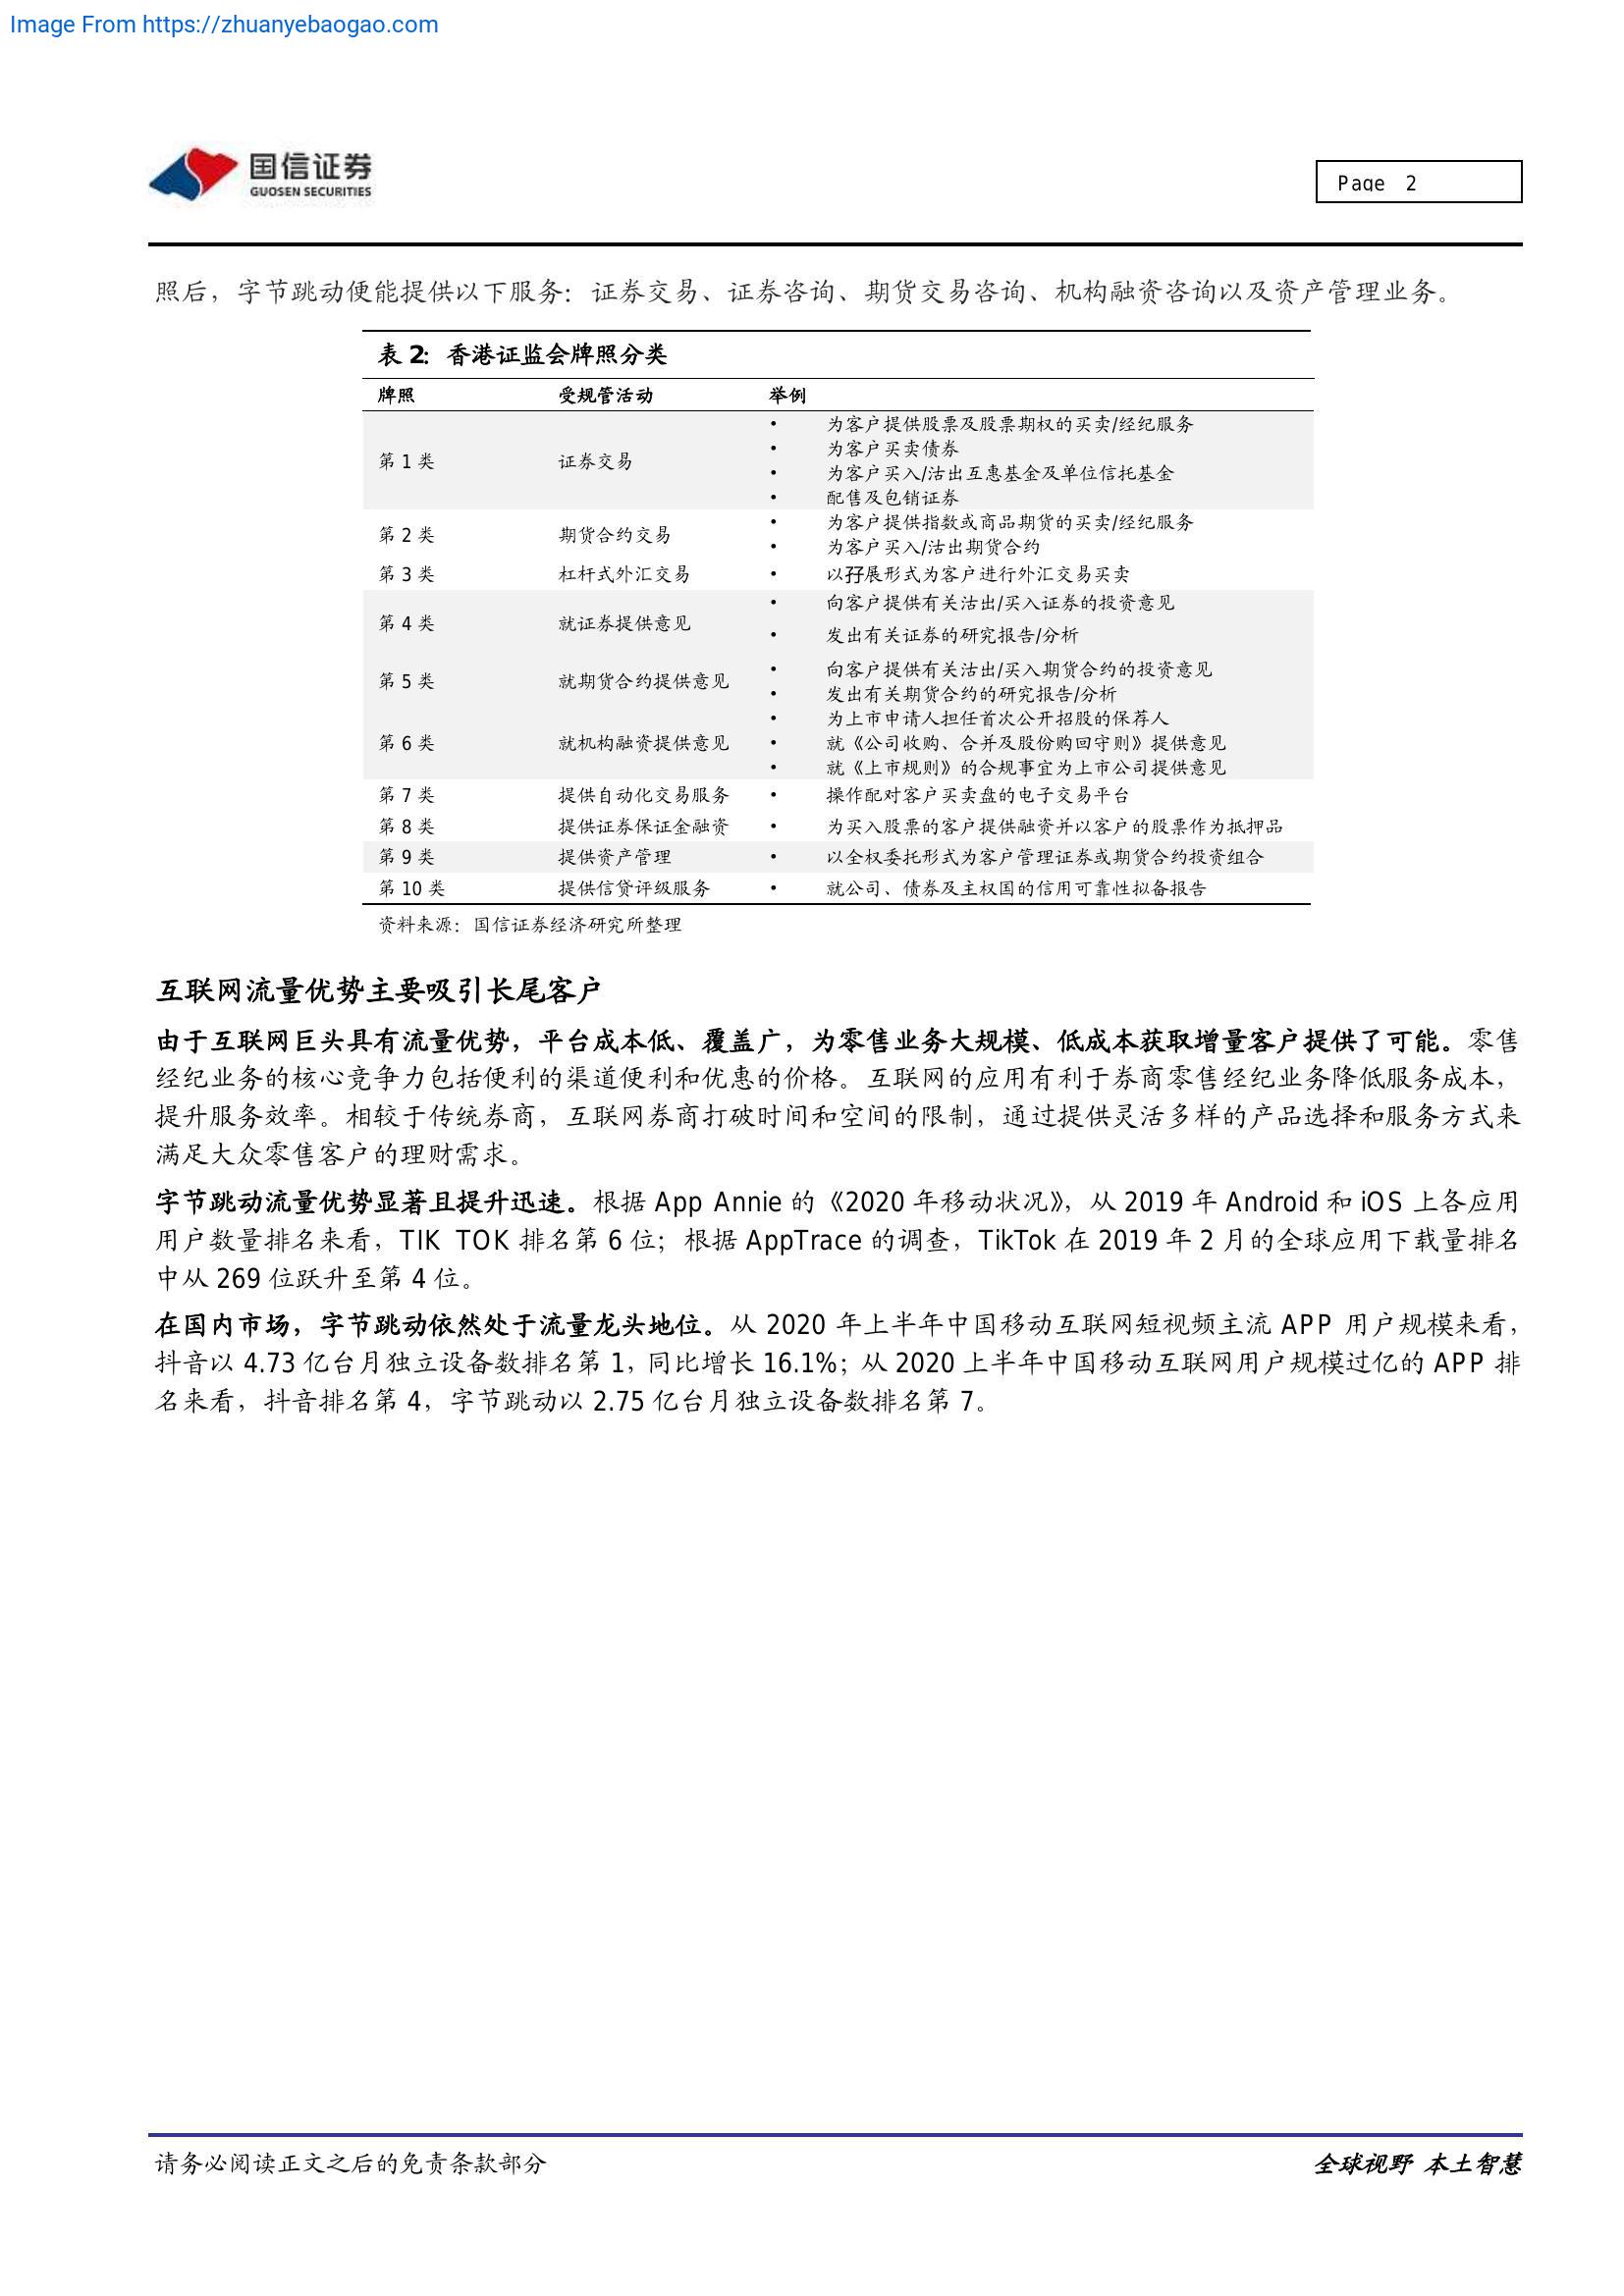 Image From https://zhuanyebaogao.com
国信证券
GUOSEN SECURITIES
Page 2
照后，字节跳动便能提供以下服务：证券交易、证券咨询、期货交易咨询、机构融资咨询以及资产管理业务。
表 2：香港证监会牌照分类
牌照 受规管活动 举例
第 1 类 证券交易
• 为客户提供股票及股票期权的买卖/经纪服务
• 为客户买卖债券
• 为客户买入/沽出互惠基金及单位信托基金
• 配售及包销证券
第 2 类 期货合约交易
• 为客户提供指数或商品期货的买卖/经纪服务
• 为客户买入/沽出期货合约
第 3 类 杠杆式外汇交易 • 以孖展形式为客户进行外汇交易买卖
第 4 类 就证券提供意见
• 向客户提供有关沽出/买入证券的投资意见
• 发出有关证券的研究报告/分析
第 5 类 就期货合约提供意见
• 向客户提供有关沽出/买入期货合约的投资意见
• 发出有关期货合约的研究报告/分析
第 6 类 就机构融资提供意见
• 为上市申请人担任首次公开招股的保荐人
• 就《公司收购、合并及股份购回守则》提供意见
• 就《上市规则》的合规事宜为上市公司提供意见
第 7 类 提供自动化交易服务 • 操作配对客户买卖盘的电子交易平台
第 8 类 提供证券保证金融资 • 为买入股票的客户提供融资并以客户的股票作为抵押品
第 9 类 提供资产管理 • 以全权委托形式为客户管理证券或期货合约投资组合
第 10 类 提供信贷评级服务 • 就公司、债券及主权国的信用可靠性拟备报告
资料来源：国信证券经济研究所整理
互联网流量优势主要吸引长尾客户
由于互联网巨头具有流量优势，平台成本低、覆盖广，为零售业务大规模、低成本获取增量客户提供了可能。零售
经纪业务的核心竞争力包括便利的渠道便利和优惠的价格。互联网的应用有利于券商零售经纪业务降低服务成本，
提升服务效率。相较于传统券商，互联网券商打破时间和空间的限制，通过提供灵活多样的产品选择和服务方式来
满足大众零售客户的理财需求。
字节跳动流量优势显著且提升迅速。根据 App Annie 的《2020 年移动状况》，从 2019 年 Android 和 iOS 上各应用
用户数量排名来看，TIK TOK 排名第 6 位；根据 AppTrace 的调查，TikTok 在 2019 年 2 月的全球应用下载量排名
中从 269 位跃升至第 4 位。
在国内市场，字节跳动依然处于流量龙头地位。从 2020 年上半年中国移动互联网短视频主流 APP 用户规模来看，
抖音以 4.73 亿台月独立设备数排名第 1，同比增长 16.1%；从 2020 上半年中国移动互联网用户规模过亿的 APP 排
名来看，抖音排名第 4，字节跳动以 2.75 亿台月独立设备数排名第 7。
请务必阅读正文之后的免责条款部分
全球视野 本土智慧